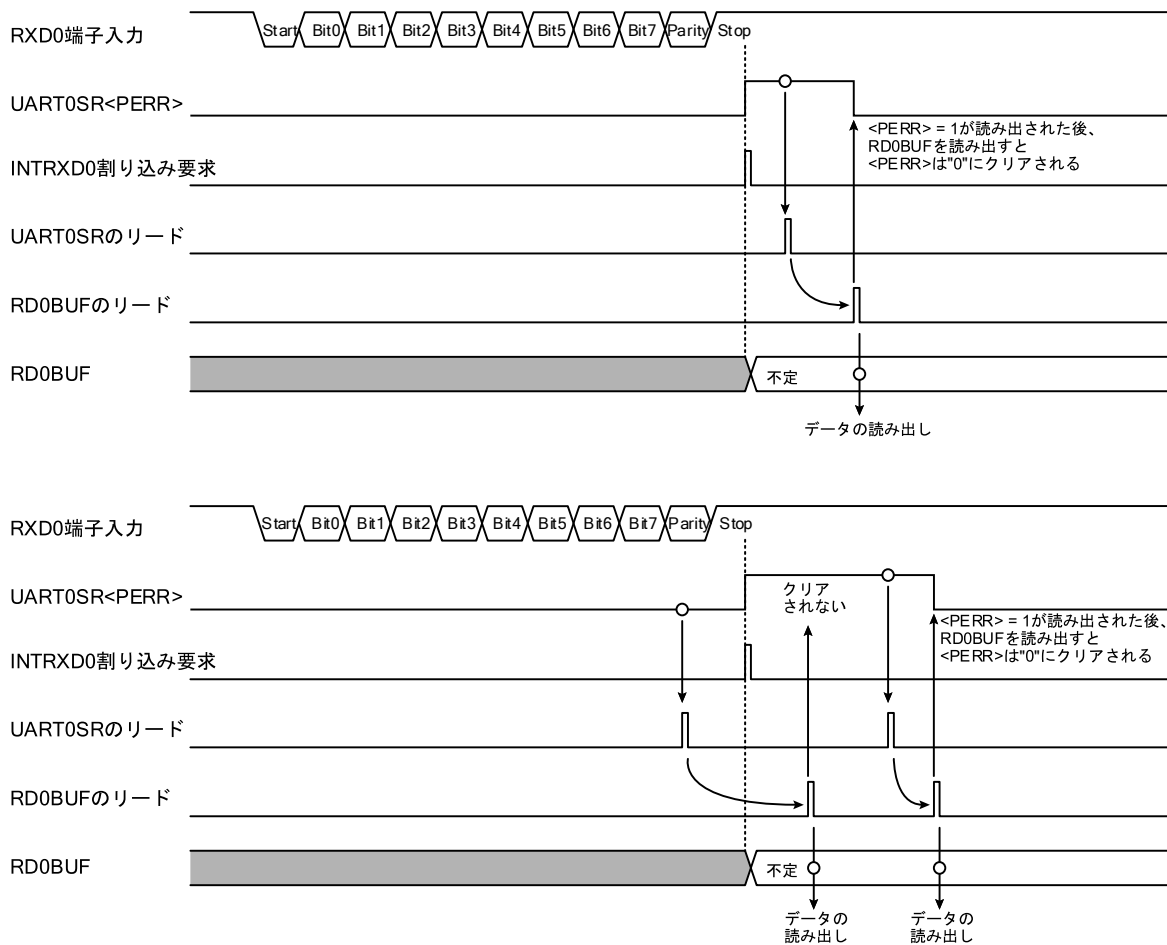 RXD0端子入力
Start Bit0 Bit1 Bit2 Bit3 Bit4 Bit5 Bit6 Bit7 Parity Stop
UART0SR<PERR>
<PERR> = 1が読み出された後、
RD0BUFを読み出すと
<PERR>は"0"にクリアされる
INTRXD0割り込み要求
UART0SRのリード
RD0BUFのリード
RD0BUF
不定
データの読み出し
RXD0端子入力
Start Bit0 Bit1 Bit2 Bit3 Bit4 Bit5 Bit6 Bit7 Parity Stop
UART0SR<PERR>
クリア
されない
<PERR> = 1が読み出された後、
RD0BUFを読み出すと
<PERR>は"0"にクリアされる
INTRXD0割り込み要求
UART0SRのリード
RD0BUFのリード
RD0BUF
不定
データの
読み出し
データの
読み出し